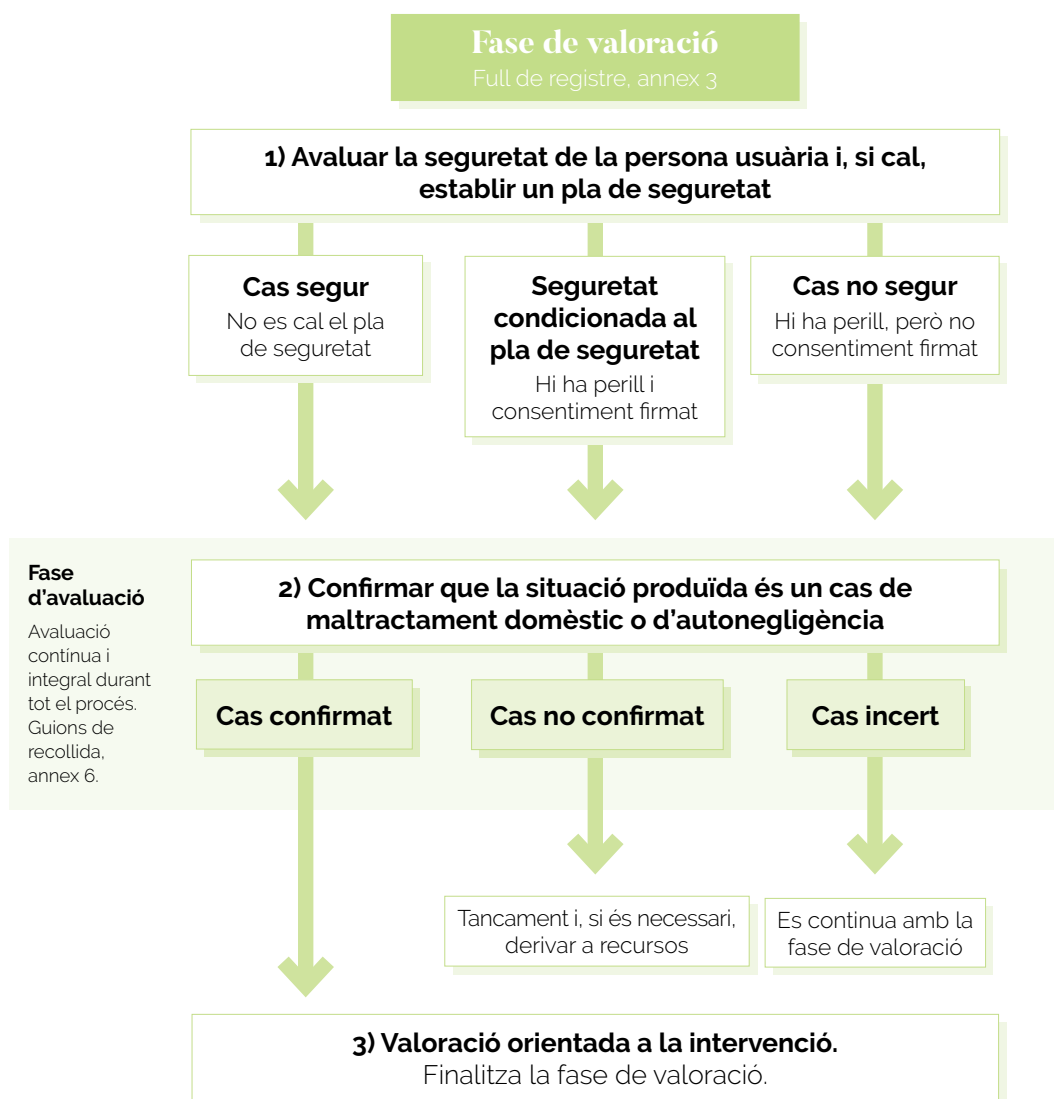 Fase de valoració
Full de registre, annex 3
1) Avaluar la seguretat de la persona usuària i, si cal,
establir un pla de seguretat
Cas segur
No es cal el pla
de seguretat
Seguretat
condicionada al
pla de seguretat
Hi ha perill i
consentiment firmat
Cas no segur
Hi ha perill, però no
consentiment firmat
Fase
d’avaluació
Avaluació
contínua i
integral durant
tot el procés.
Guions de
recollida,
annex 6.
2) Confirmar que la situació produïda és un cas de
maltractament domèstic o d’autonegligència
Cas confirmat
Cas no confirmat
Cas incert
Tancament i, si és necessari,
derivar a recursos
Es continua amb la
fase de valoració
3) Valoració orientada a la intervenció.
Finalitza la fase de valoració.